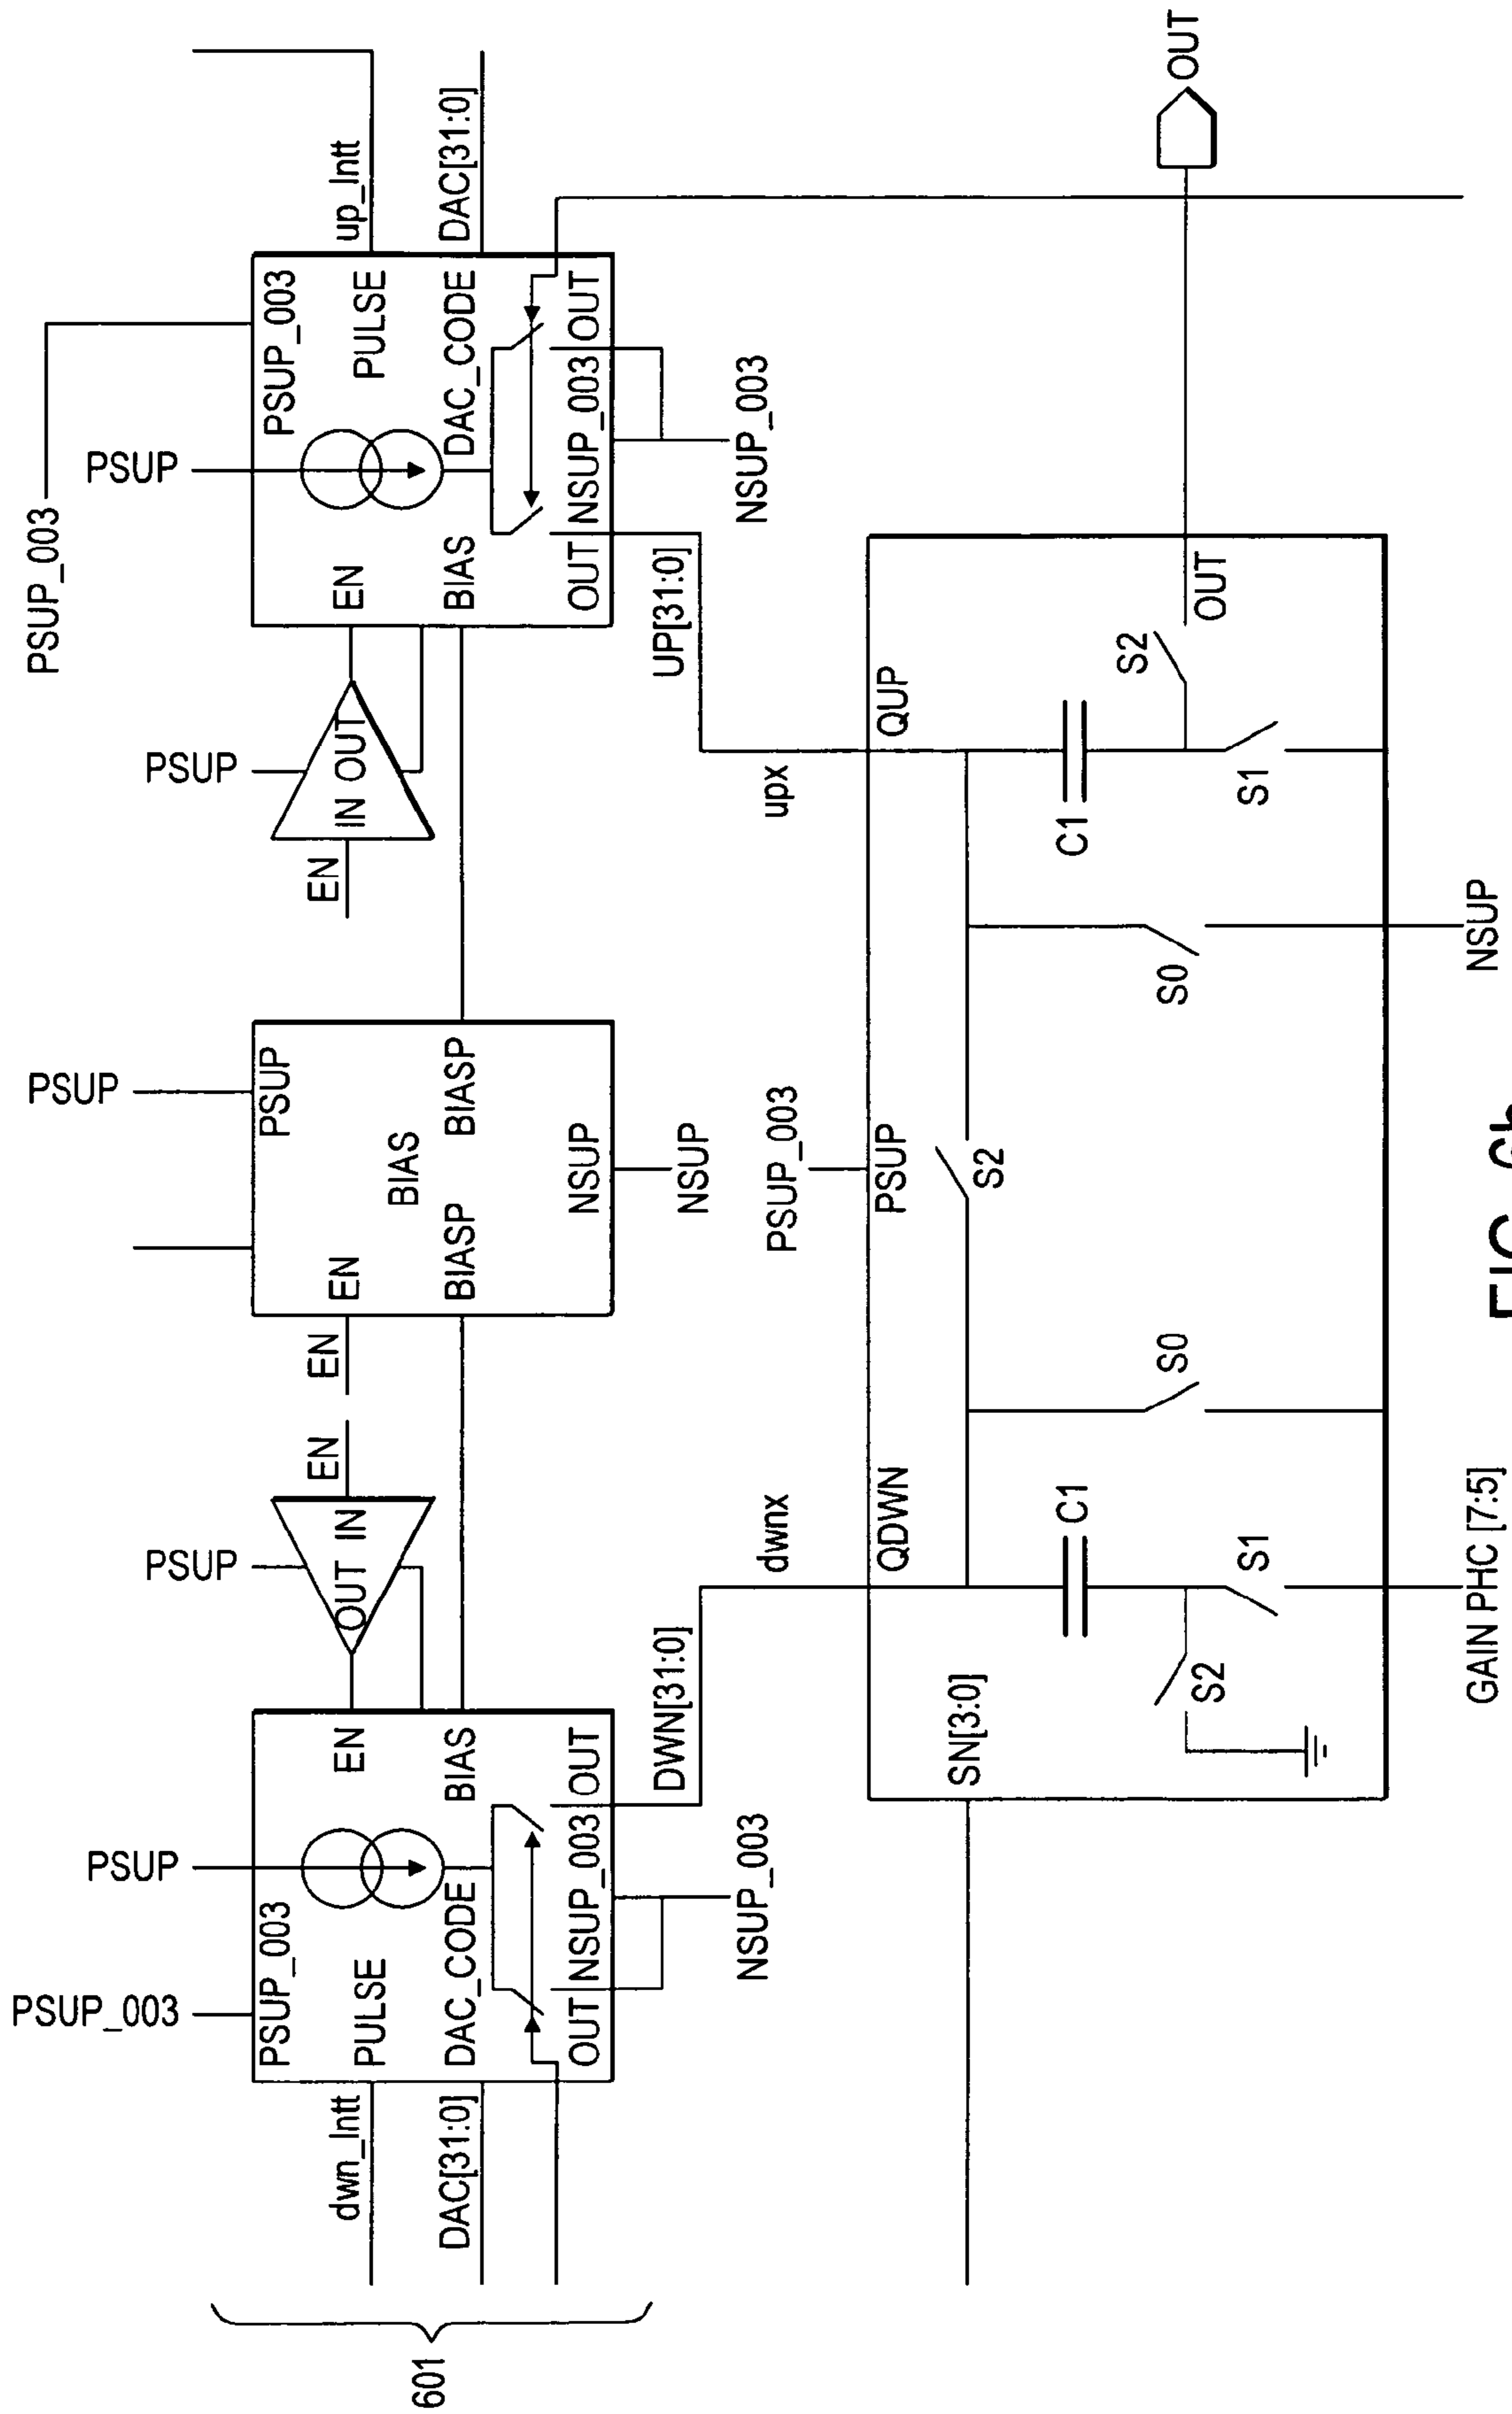 601
dwn_Intt
DAC[31:0]
PSUP_003
PSUP_003
PULSE
DAC_CODE
OUT
NSUP_003
OUT
EN
BIAS
PSUP
NSUP_003
DWN[31:0]
PSUP
OUT IN
EN
EN
EN
PSUP
PSUP
BIAS
BIASP
BIASP
NSUP
NSUP
EN
PSUP
IN OUT
PSUP_003
PSUP
EN
BIAS
PSUP_003
PULSE
DAC_CODE
OUT
NSUP_003
OUT
up_Intt
DAC[31:0]
UP[31:0]
NSUP_003
dwnx
PSUP_003
upx
QDWN
PSUP
QUP
SN[3:0]
S2
C1
C1
S2
S2
S1
S0
S0
S1
OUT
OUT
GAIN PHC [7:5]
NSUP